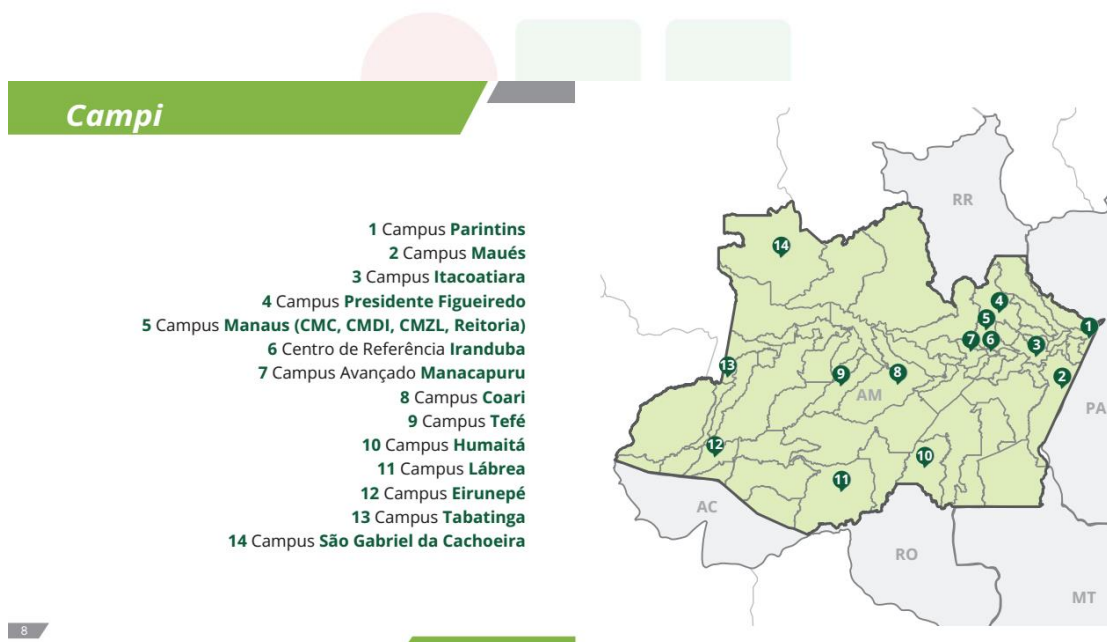 Campi
1 Campus Parintins
2 Campus Maués
3 Campus Itacoatiara
4 Campus Presidente Figueiredo
5 Campus Manaus (CMC, CMDI, CMZL, Reitoria)
6 Centro de Referência Iranduba
7 Campus Avançado Manacapuru
8 Campus Coari
9 Campus Tefé
10 Campus Humaitá
11 Campus Lábrea
12 Campus Eirunepé
13 Campus Tabatinga
14 Campus São Gabriel da Cachoeira
8
RR
14
4
5
1
7 6 3
13
9 8 2
AM
PA
12
10
11
AC
RO
MT